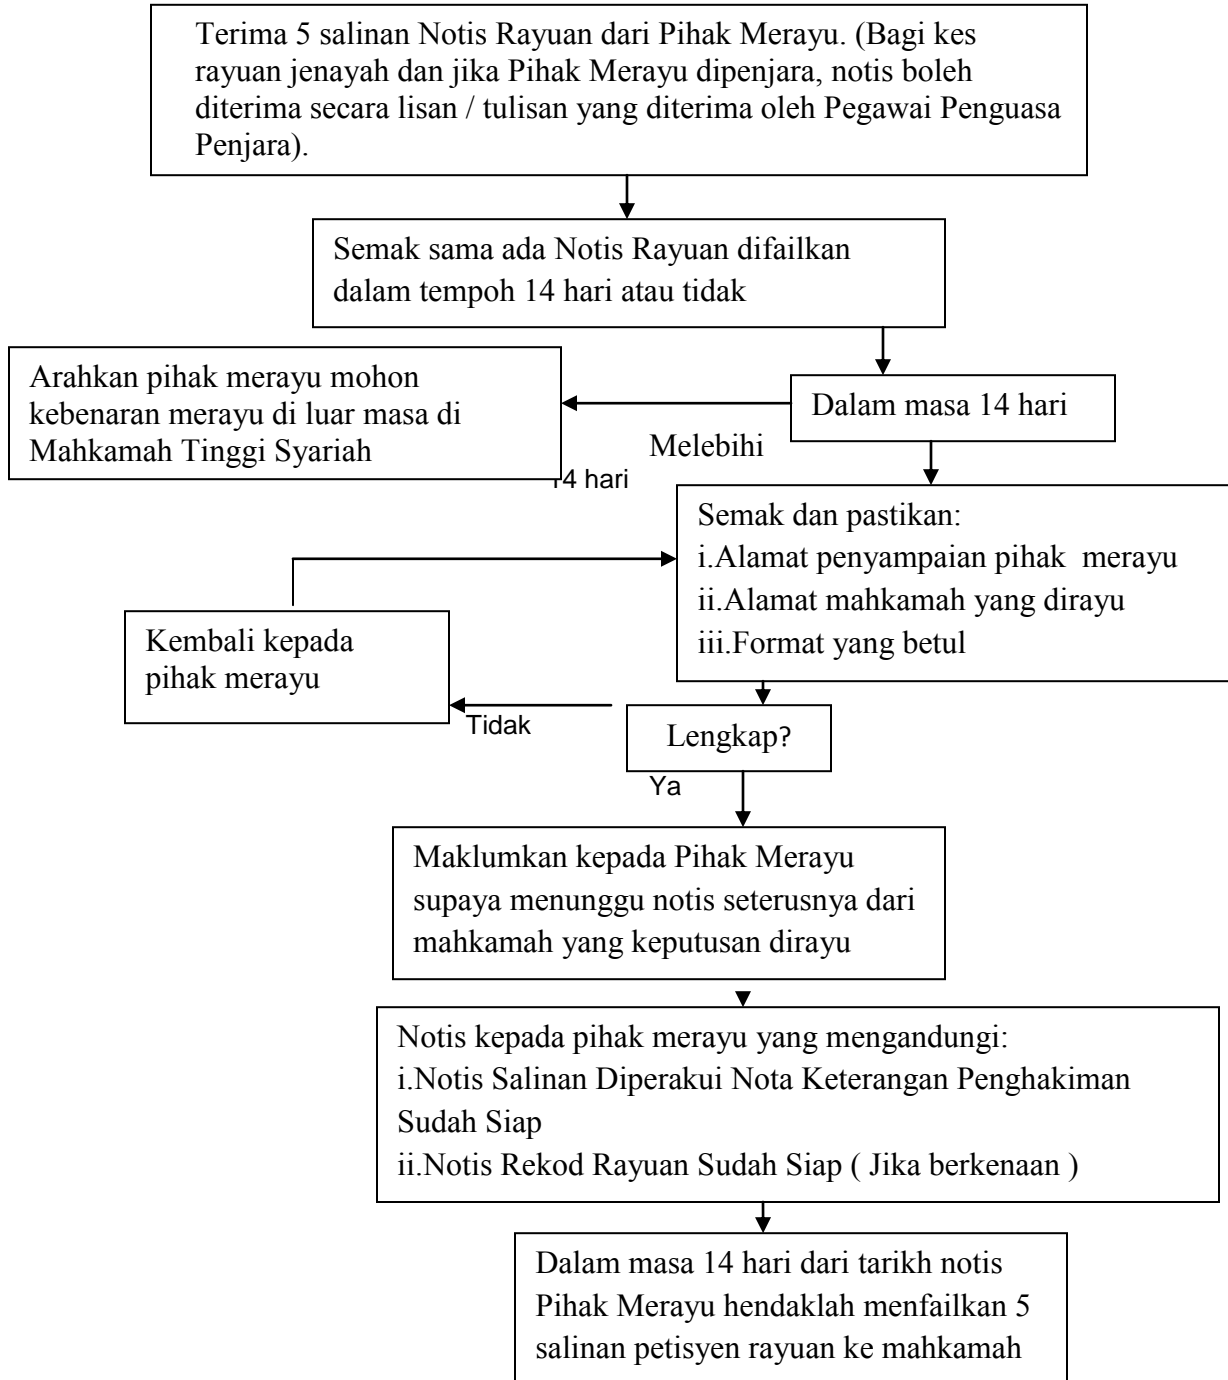 Terima 5 salinan Notis Rayuan dari Pihak Merayu. (Bagi kes
rayuan jenayah dan jika Pihak Merayu dipenjara, notis boleh
diterima secara lisan / tulisan yang diterima oleh Pegawai Penguasa
Penjara).
Semak sama ada Notis Rayuan difailkan
dalam tempoh 14 hari atau tidak
Arahkan pihak merayu mohon
kebenaran merayu di luar masa di
Mahkamah Tinggi Syariah
Dalam masa 14 hari
Melebihi
14 hari
Semak dan pastikan:
i.Alamat penyampaian pihak  merayu
ii.Alamat mahkamah yang dirayu
iii.Format yang betul
Kembali kepada
pihak merayu
Tidak
Lengkap?
Ya
Maklumkan kepada Pihak Merayu
supaya menunggu notis seterusnya dari
mahkamah yang keputusan dirayu
Notis kepada pihak merayu yang mengandungi:
i.Notis Salinan Diperakui Nota Keterangan Penghakiman
Sudah Siap
ii.Notis Rekod Rayuan Sudah Siap ( Jika berkenaan )
Dalam masa 14 hari dari tarikh notis
Pihak Merayu hendaklah menfailkan 5
salinan petisyen rayuan ke mahkamah